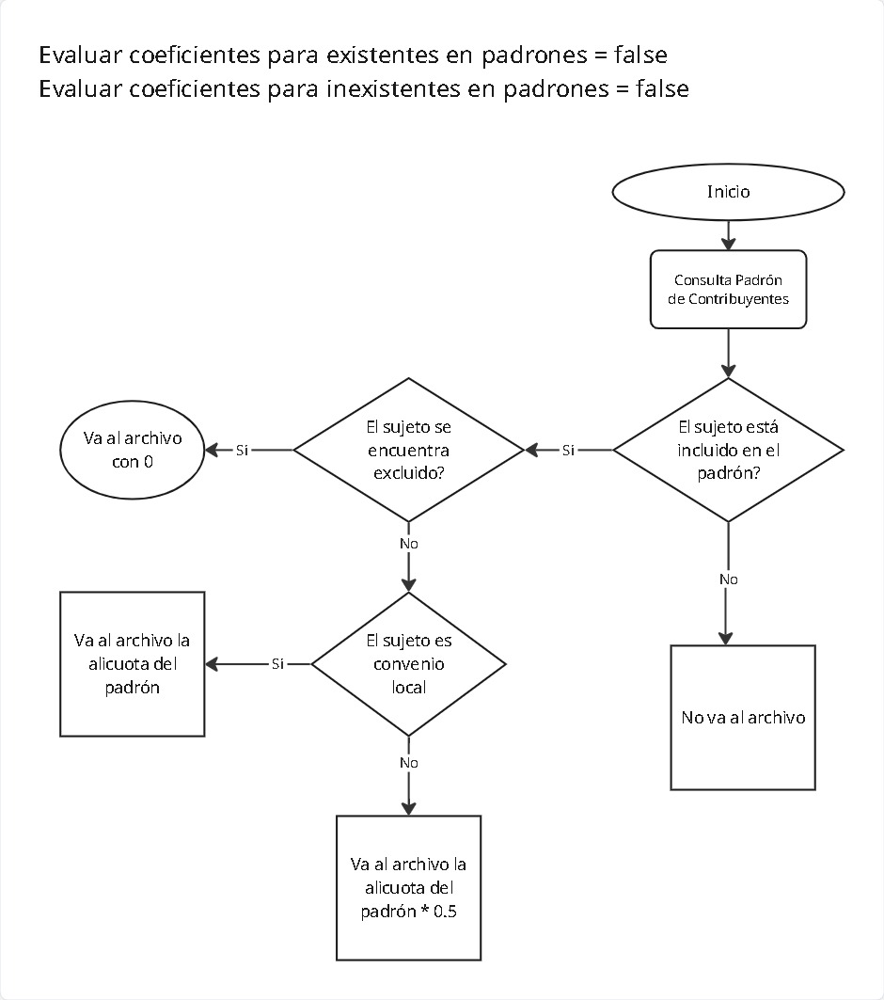 Evaluar coeficientes para existentes en padrones = false
Evaluar coeficientes para inexistentes en padrones = false
Inicio
Consulta Padrón
de Contribuyentes
El sujeto está
incluido en el
padrón?
Sí
El sujeto se
encuentra
excluido?
Sí
Va al archivo
con 0
No
El sujeto es
convenio
local
Sí
Va al archivo la
alicuota del
padrón
No
Va al archivo la
alicuota del
padrón * 0.5
No
No va al archivo